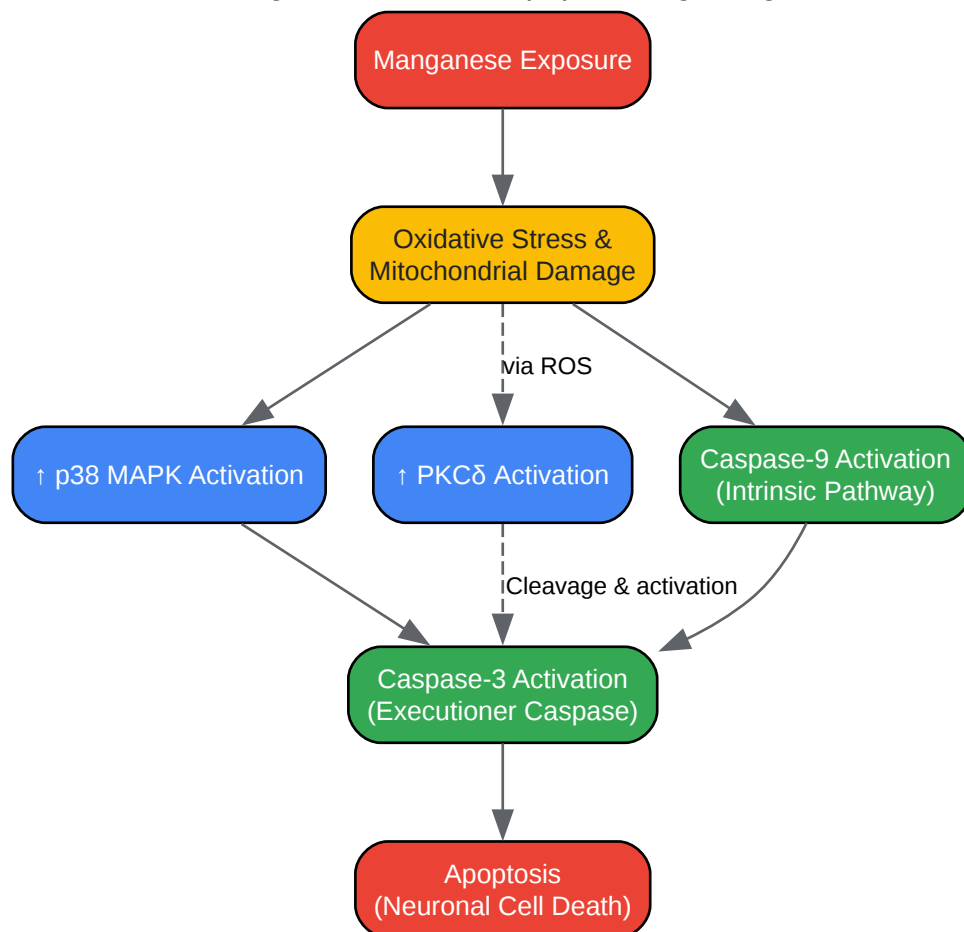 Manganese Exposure
Oxidative Stress &
Mitochondrial Damage
via ROS
↑ p38 MAPK Activation
↑ PKCδ Activation
Caspase-9 Activation
(Intrinsic Pathway)
Cleavage & activation
Caspase-3 Activation
(Executioner Caspase)
Apoptosis
(Neuronal Cell Death)